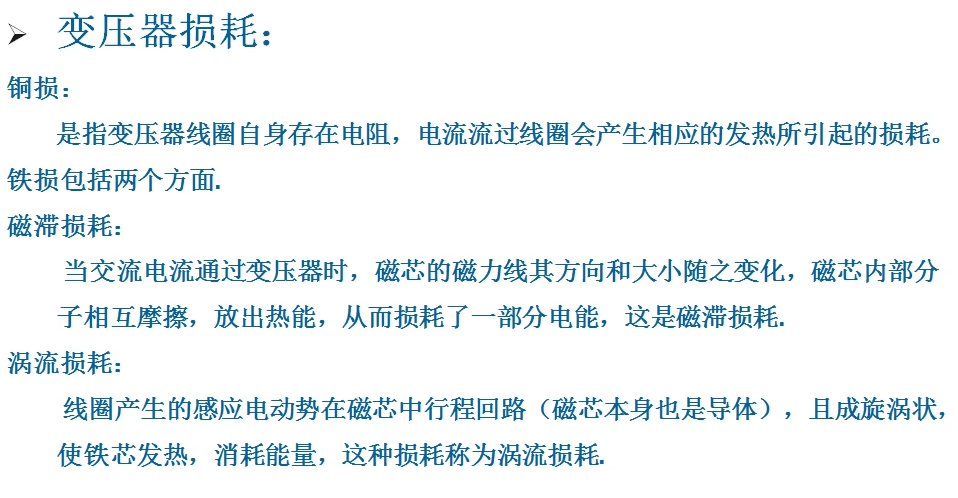 变压器损耗：
铜损：
是指变压器线圈自身存在电阻，电流流过线圈会产生相应的发热所引起的损耗。
铁损包括两个方面.
磁滞损耗：
当交流电流通过变压器时，磁芯的磁力线其方向和大小随之变化，磁芯内部分
子相互摩擦，放出热能，从而损耗了一部分电能，这是磁滞损耗.
涡流损耗：
线圈产生的感应电动势在磁芯中行程回路（磁芯本身也是导体），且成旋涡状，
使铁芯发热，消耗能量，这种损耗称为涡流损耗.